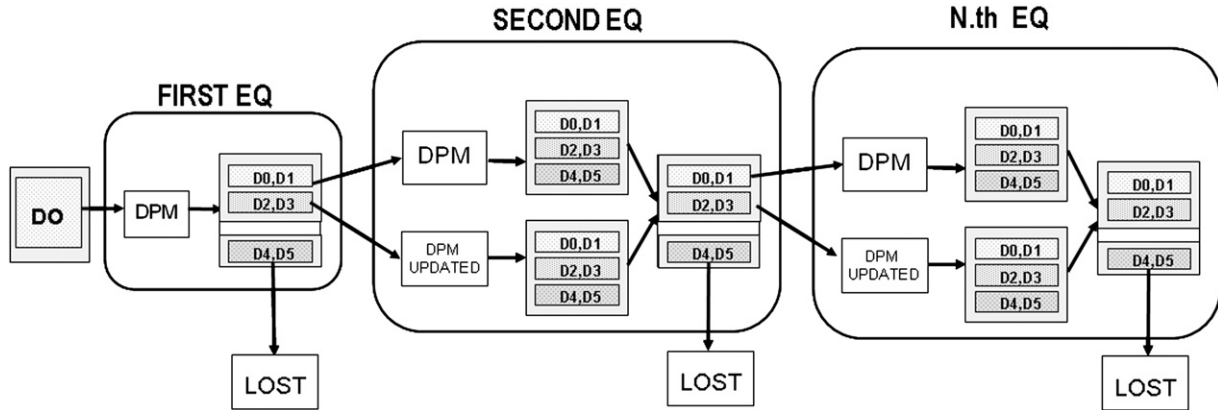 FIRST EQ
DO
DPM
D0,D1
D2,D3
D4,D5
LOST
SECOND EQ
DPM
D0,D1
D2,D3
D4,D5
DPM
UPDATED
D0,D1
D2,D3
D4,D5
D0,D1
D2,D3
D4,D5
LOST
N.th EQ
DPM
D0,D1
D2,D3
D4,D5
DPM
UPDATED
D0,D1
D2,D3
D4,D5
D0,D1
D2,D3
D4,D5
LOST